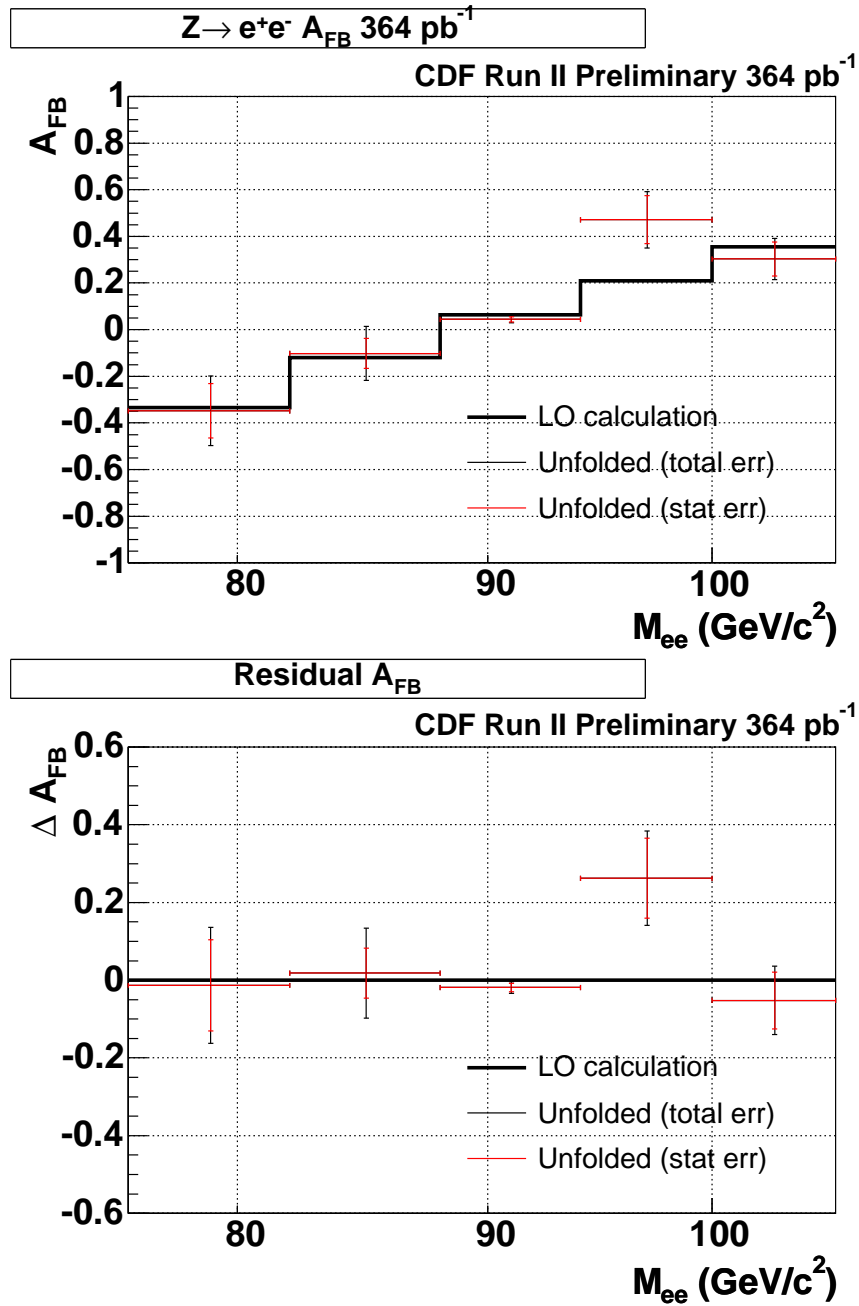 Z→ e⁺e⁻ A_FB 364 pb⁻¹
CDF Run II Preliminary 364 pb⁻¹
A_FB
1
0.8
0.6
0.4
0.2
0
-0.2
-0.4
-0.6
-0.8
-1
LO calculation
Unfolded (total err)
Unfolded (stat err)
80 90 100
M_ee (GeV/c²)
Residual A_FB
CDF Run II Preliminary 364 pb⁻¹
Δ A_FB
0.6
0.4
0.2
0
-0.2
-0.4
-0.6
LO calculation
Unfolded (total err)
Unfolded (stat err)
80 90 100
M_ee (GeV/c²)